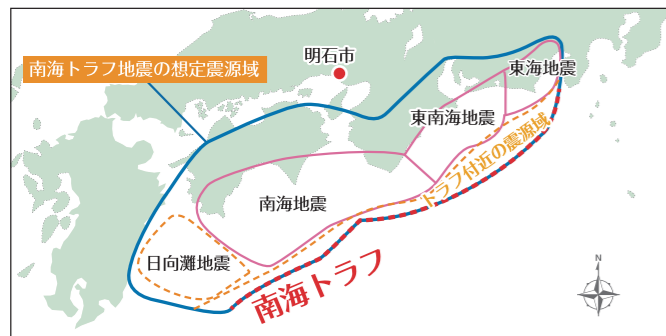 南海トラフ地震の想定震源域
明石市
東海地震
東南海地震
トラフ付近の震源域
南海地震
日向灘地震
南海トラフ
N